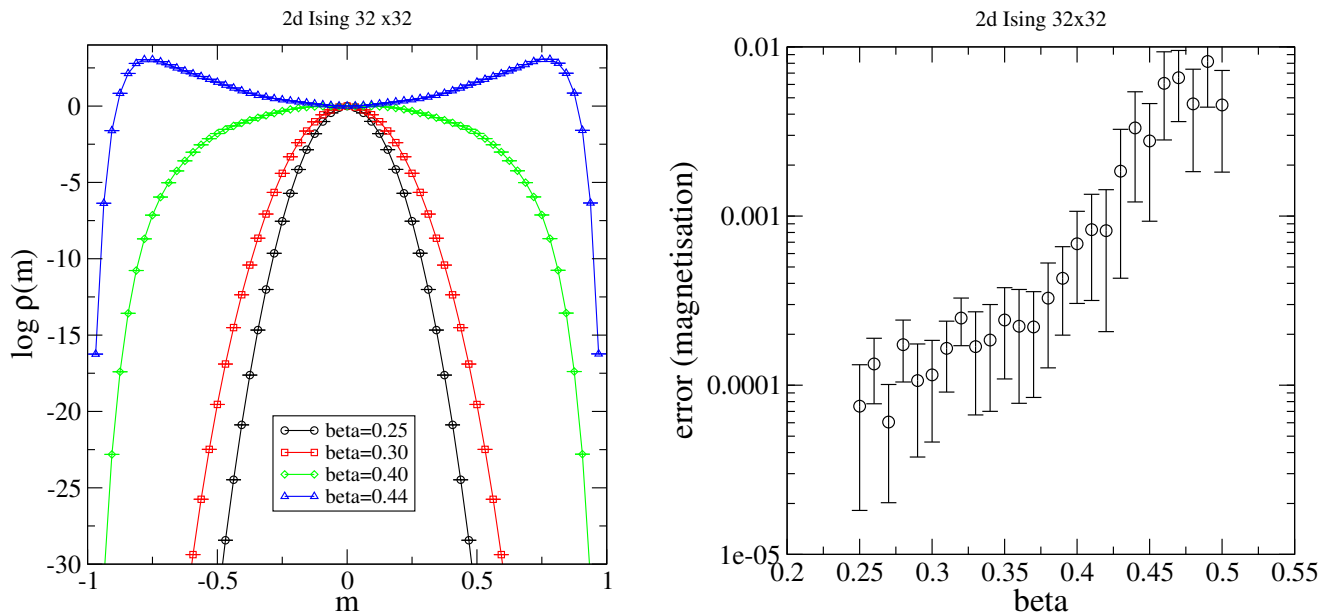 2d Ising 32 x32
0
-5
-10
-15
-20
-25
-30
-1
-0.5
0
0.5
1
m
log ρ(m)
beta=0.25
beta=0.30
beta=0.40
beta=0.44
2d Ising 32x32
0.01
0.001
0.0001
1e-05
0.2
0.25
0.3
0.35
0.4
0.45
0.5
0.55
beta
error (magnetisation)